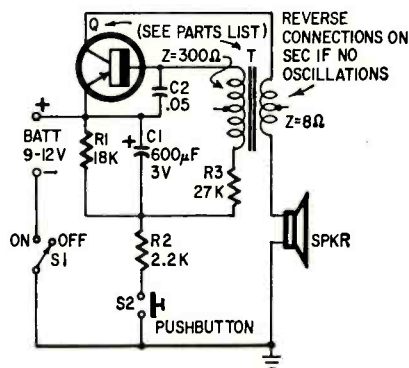 Q
(SEE PARTS LIST)
REVERSE
CONNECTIONS ON
SEC IF NO
OSCILLATIONS
Z=300Ω
T
C2
.05
Z=8Ω
+
BATT
9-12V
−
R1
18K
+
C1
600µF
3V
R3
27K
ON
OFF
S1
R2
2.2K
SPKR
S2
PUSHBUTTON